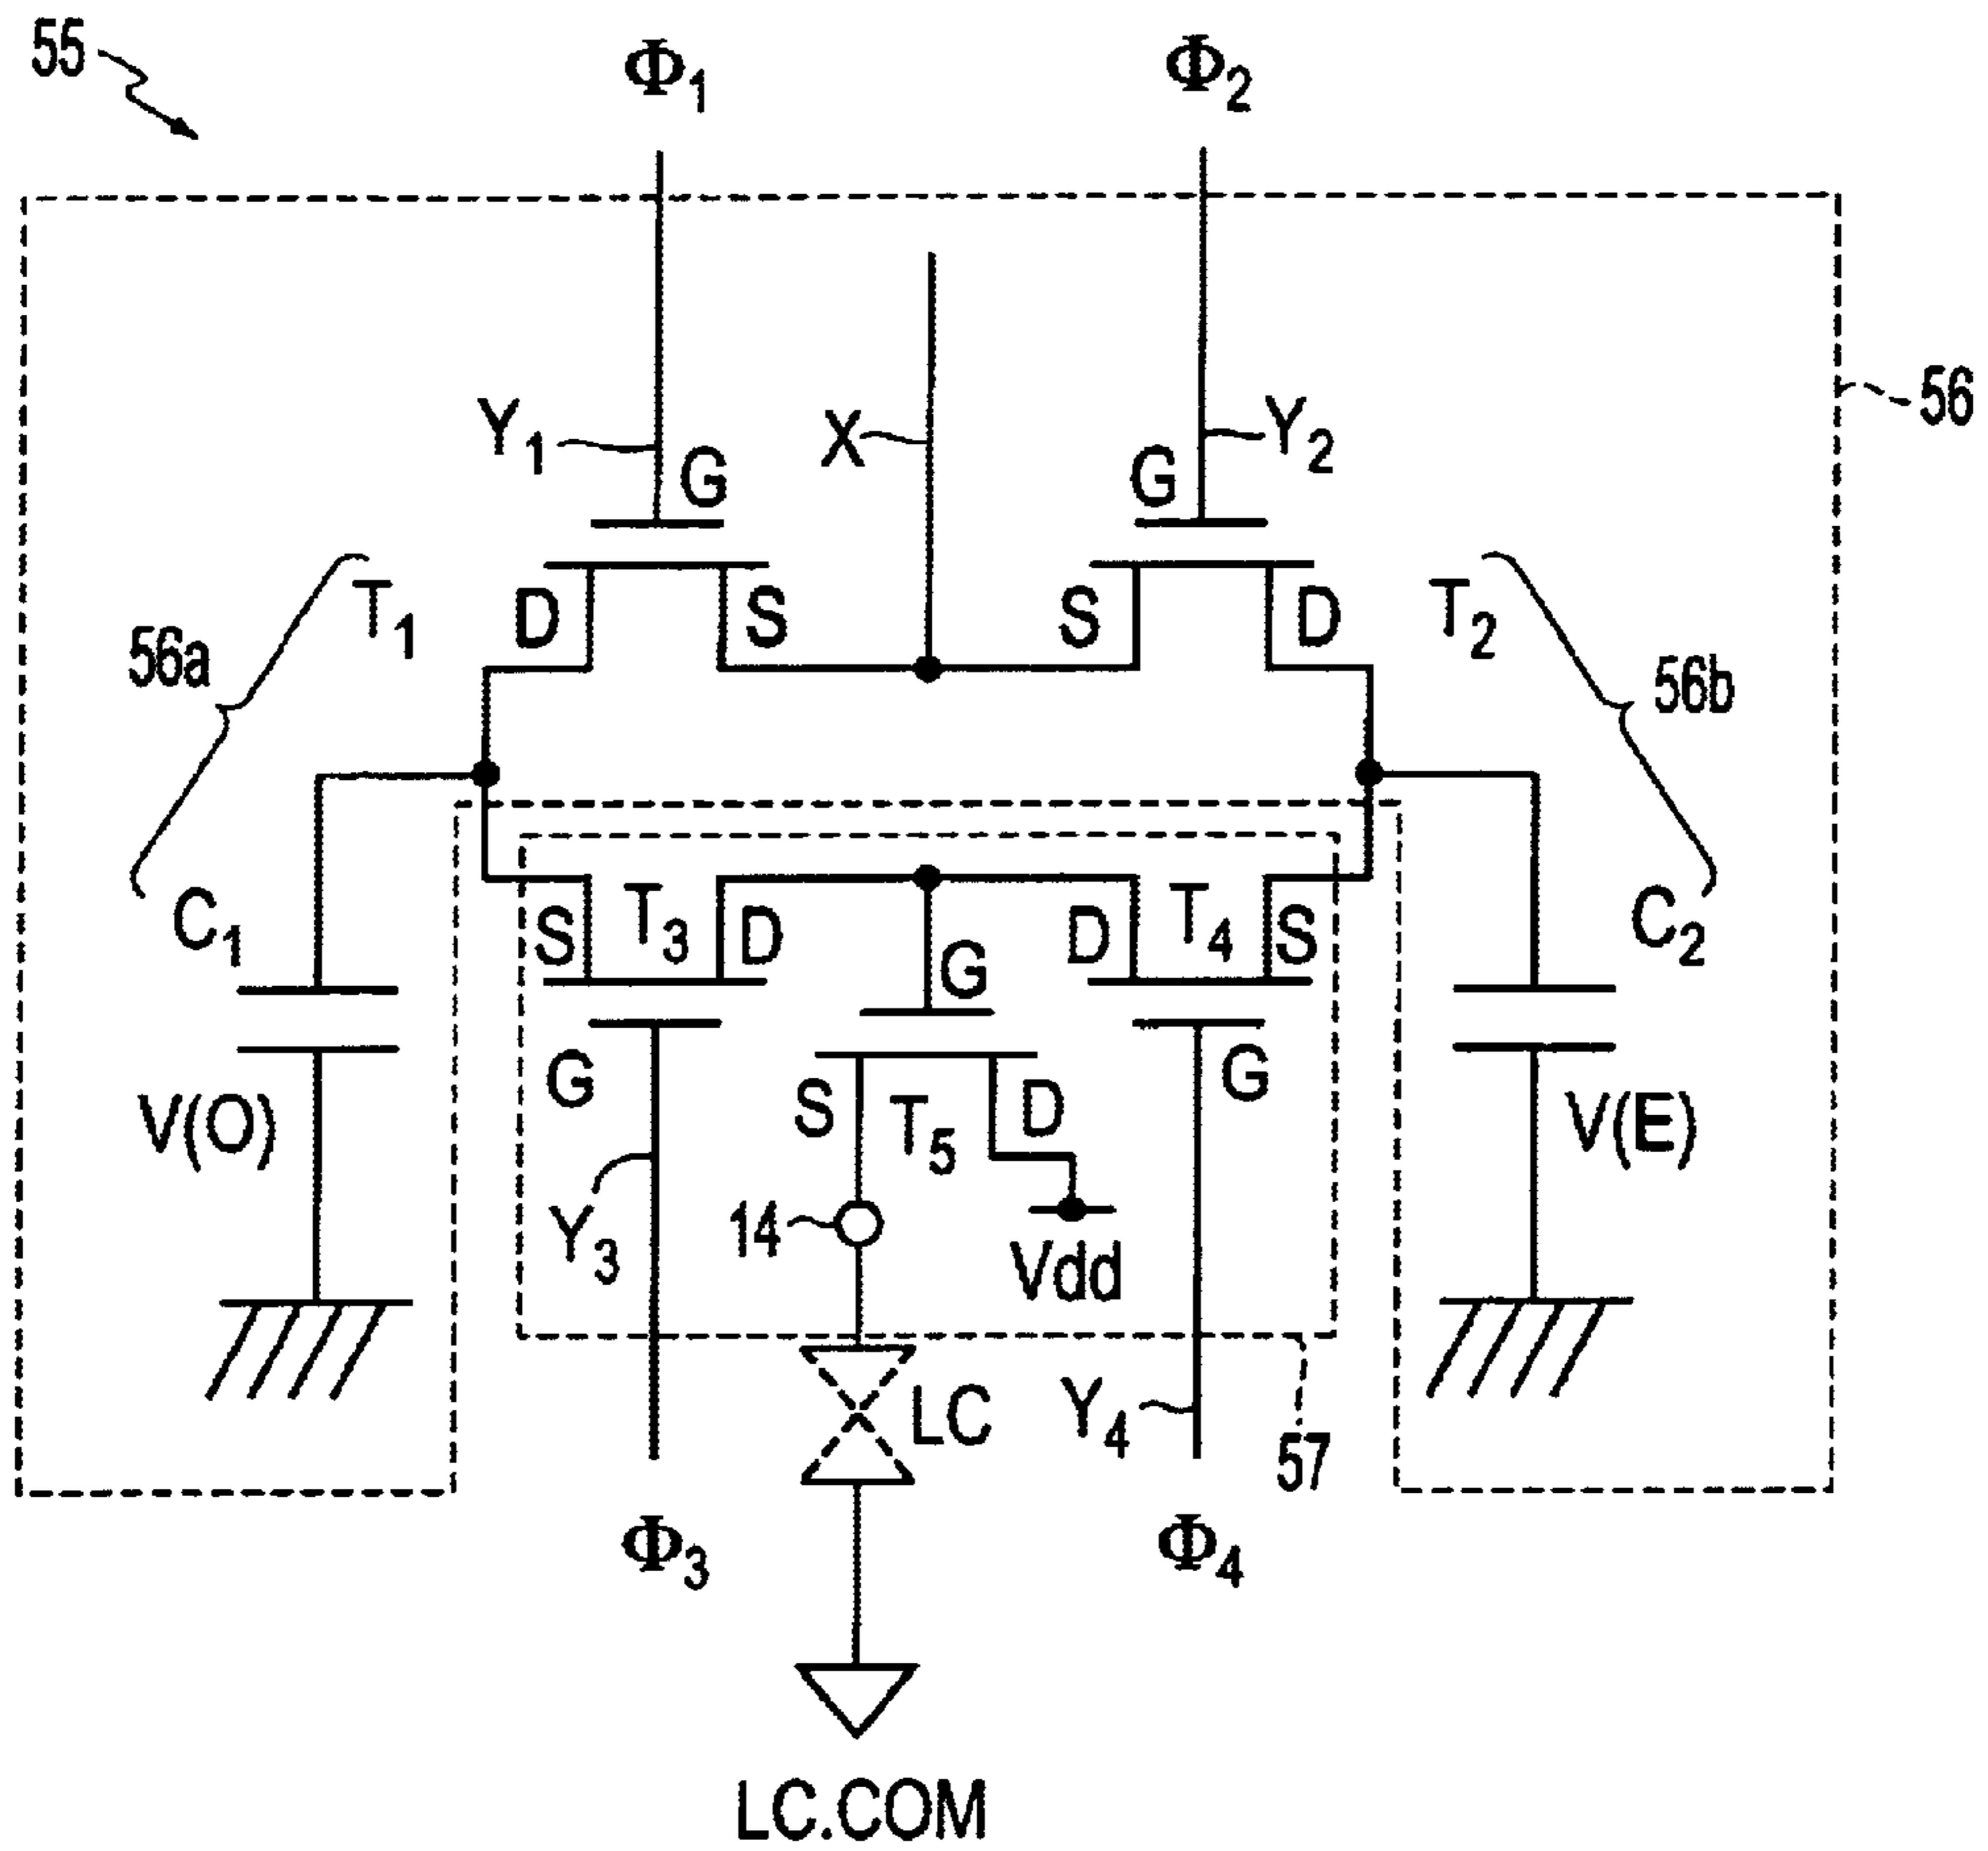 55
Φ1
Φ2
56
Y1
G
X
G
Y2
T1
D
S
S
D
T2
56a
56b
C1
S
T3
D
G
D
T4
S
C2
V(O)
G
S
T5
D
G
V(E)
Y3
14
Vdd
LC
Y4
57
Φ3
Φ4
LC.COM